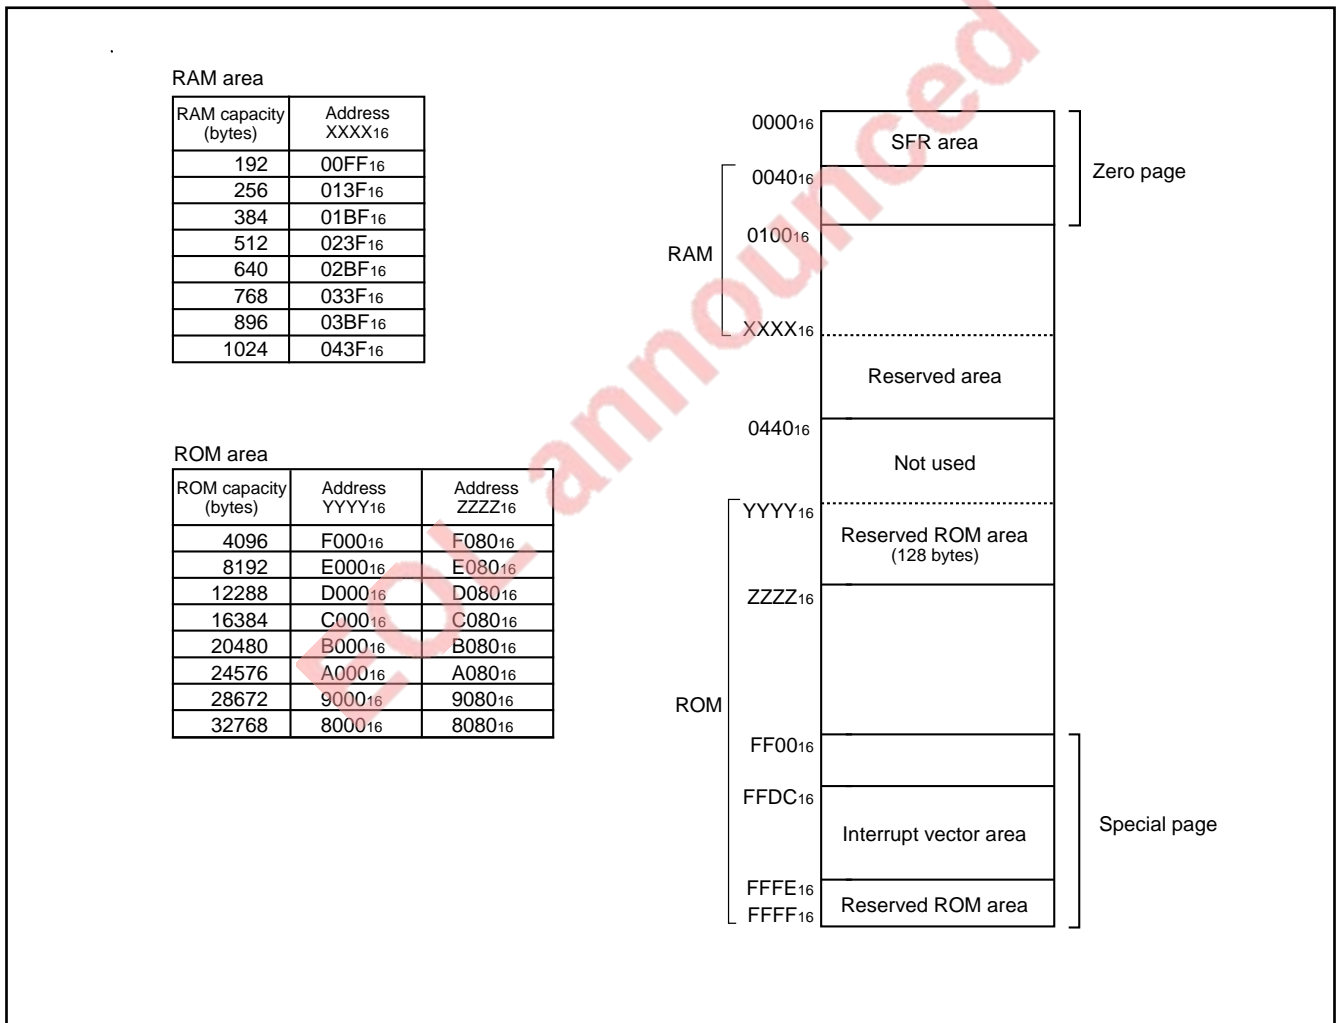 RAM area
RAM capacity (bytes) Address XXXX16
192 00FF16
256 013F16
384 01BF16
512 023F16
640 02BF16
768 033F16
896 03BF16
1024 043F16
ROM area
ROM capacity (bytes) Address YYYY16 Address ZZZZ16
4096 F00016 F08016
8192 E00016 E08016
12288 D00016 D08016
16384 C00016 C08016
20480 B00016 B08016
24576 A00016 A08016
28672 900016 908016
32768 800016 808016
000016
SFR area
Zero page
004016
010016
RAM
XXXX16
Reserved area
044016
Not used
YYYY16
Reserved ROM area
(128 bytes)
ZZZZ16
ROM
FF0016
FFDC16
Interrupt vector area
Special page
FFFE16
Reserved ROM area
FFFF16
EOL announced